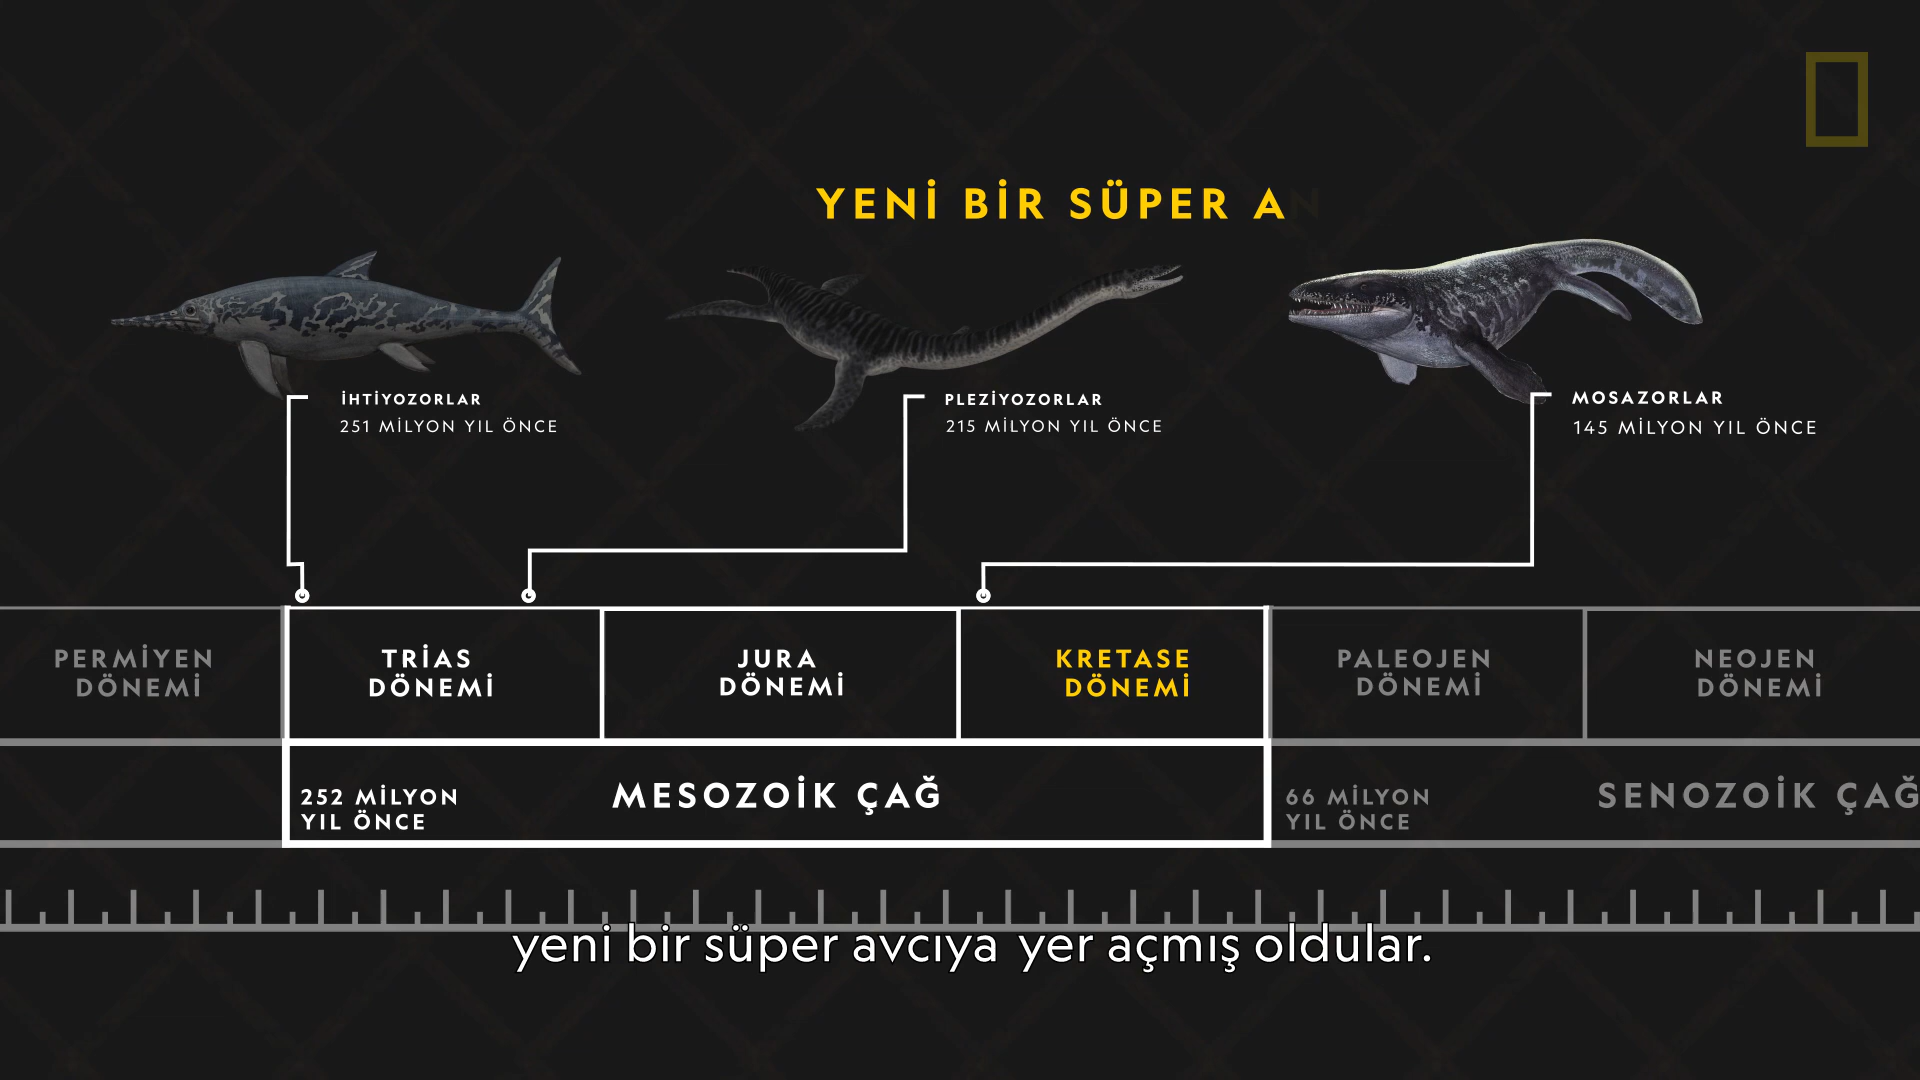 YENİ BİR SÜPER AN
İHTİYOZORLAR
251 MİLYON YIL ÖNCE
PLEZİYOZORLAR
215 MİLYON YIL ÖNCE
MOSAZORLAR
145 MİLYON YIL ÖNCE
PERMİYEN
DÖNEMİ
TRİAS
DÖNEMİ
JURA
DÖNEMİ
KRETASE
DÖNEMİ
PALEOJEN
DÖNEMİ
NEOJEN
DÖNEMİ
252 MİLYON
YIL ÖNCE
MESOZOİK ÇAĞ
66 MİLYON
YIL ÖNCE
SENOZOİK ÇAĞ
yeni bir süper avcıya yer açmış oldular.